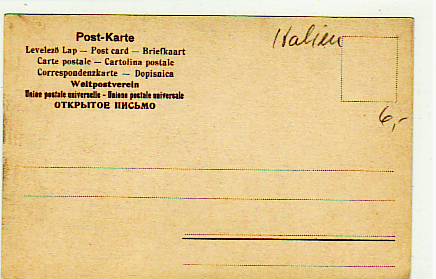 Post-Karte
Levelező Lap — Post card — Briefkaart
Carte postale — Cartolina postale
Correspondenzkarte — Dopisnica
Weltpostverein
Union postale universelle - Unione postale universale
ОТКРЫТОЕ ПИСЬМО
Italien
6,-